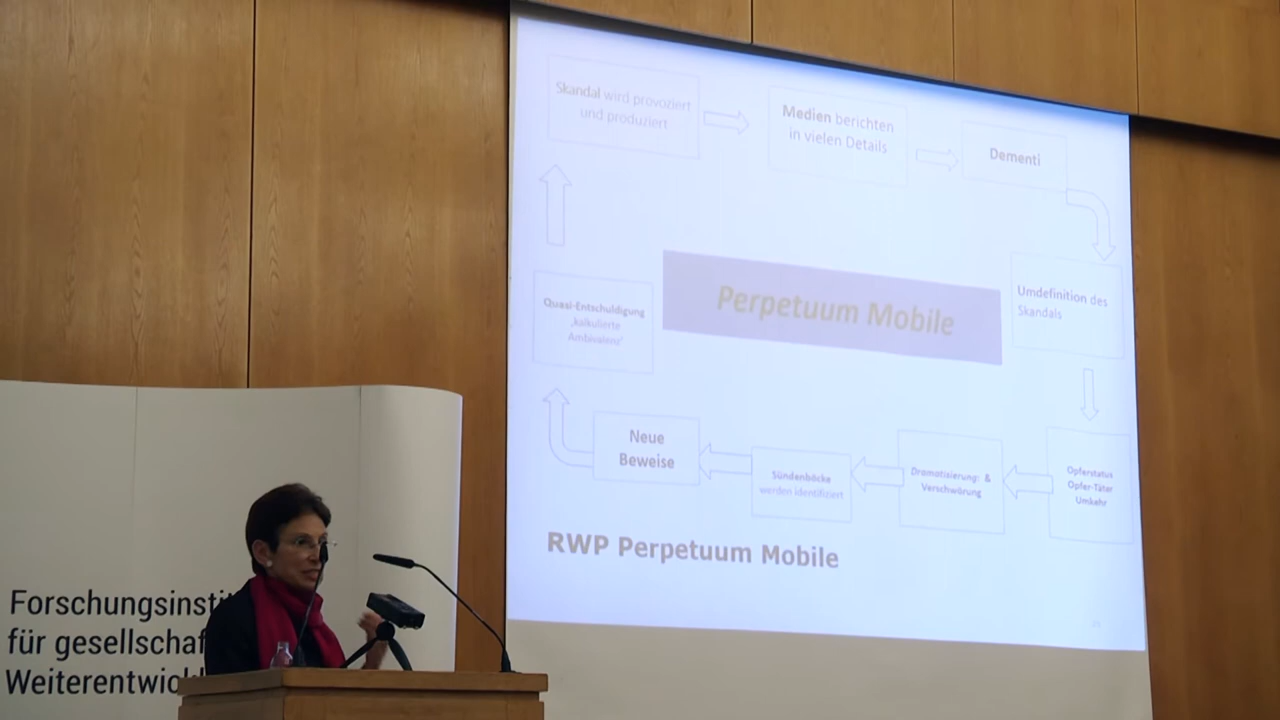 Skandal wird provoziert
und produziert
Medien berichten
in vielen Details
Dementi
Umdefinition des
Skandals
Opferstatus
Opfer-Täter
Umkehr
Dramatisierung: &
Verschwörung
Sündenböcke
werden identifiziert
Neue
Beweise
Quasi-Entschuldigung
„kalkulierte
Ambivalenz"
Perpetuum Mobile
RWP Perpetuum Mobile
Forschungsinsti
für gesellschaf
Weiterentwick